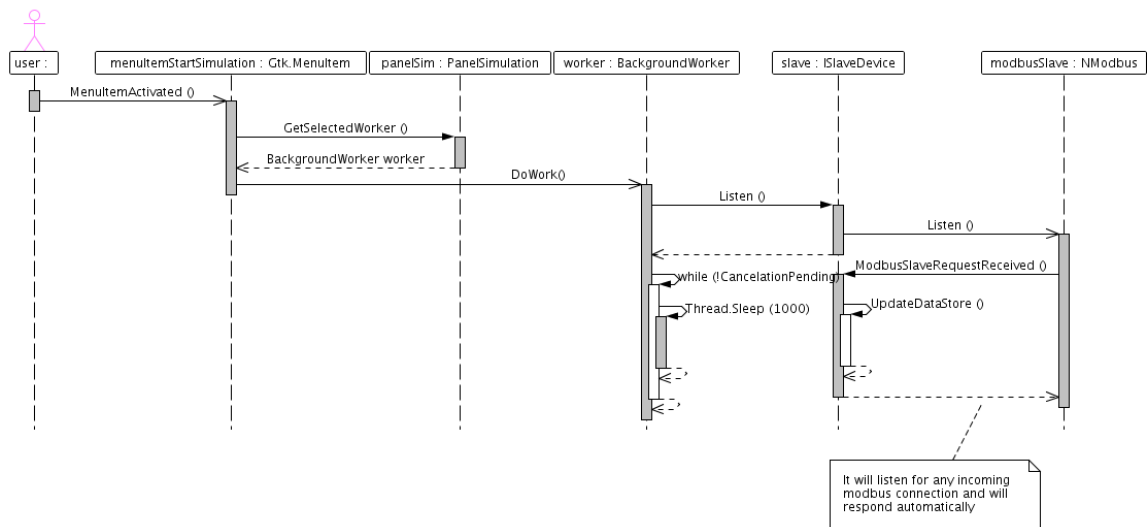 user :
menuItemStartSimulation : Gtk.MenuItem
panelSim : PanelSimulation
worker : BackgroundWorker
slave : ISlaveDevice
modbusSlave : NModbus
MenuItemActivated ()
GetSelectedWorker ()
BackgroundWorker worker
DoWork()
Listen ()
Listen ()
ModbusSlaveRequestReceived ()
while (!CancelationPending)
UpdateDataStore ()
Thread.Sleep (1000)
It will listen for any incoming
modbus connection and will
respond automatically